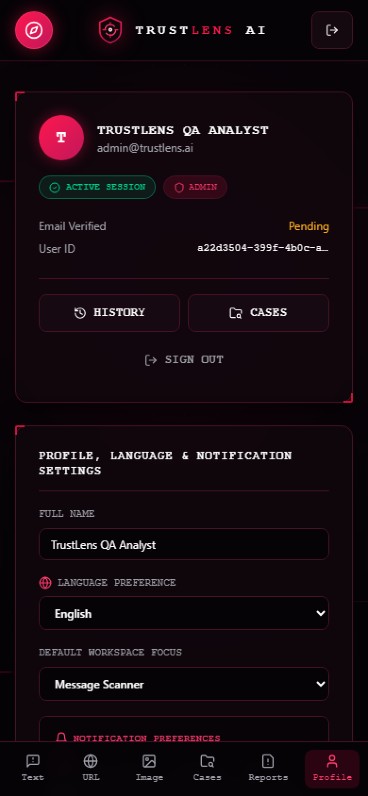 TRUSTLENS AI
T
TRUSTLENS QA ANALYST
admin@trustlens.ai
ACTIVE SESSION
ADMIN
Email Verified
Pending
User ID
a22d3504-399f-4b0c-a…
HISTORY
CASES
SIGN OUT
PROFILE, LANGUAGE & NOTIFICATION
SETTINGS
FULL NAME
TrustLens QA Analyst
LANGUAGE PREFERENCE
English
DEFAULT WORKSPACE FOCUS
Message Scanner
NOTIFICATION PREFERENCES
Text
URL
Image
Cases
Reports
Profile